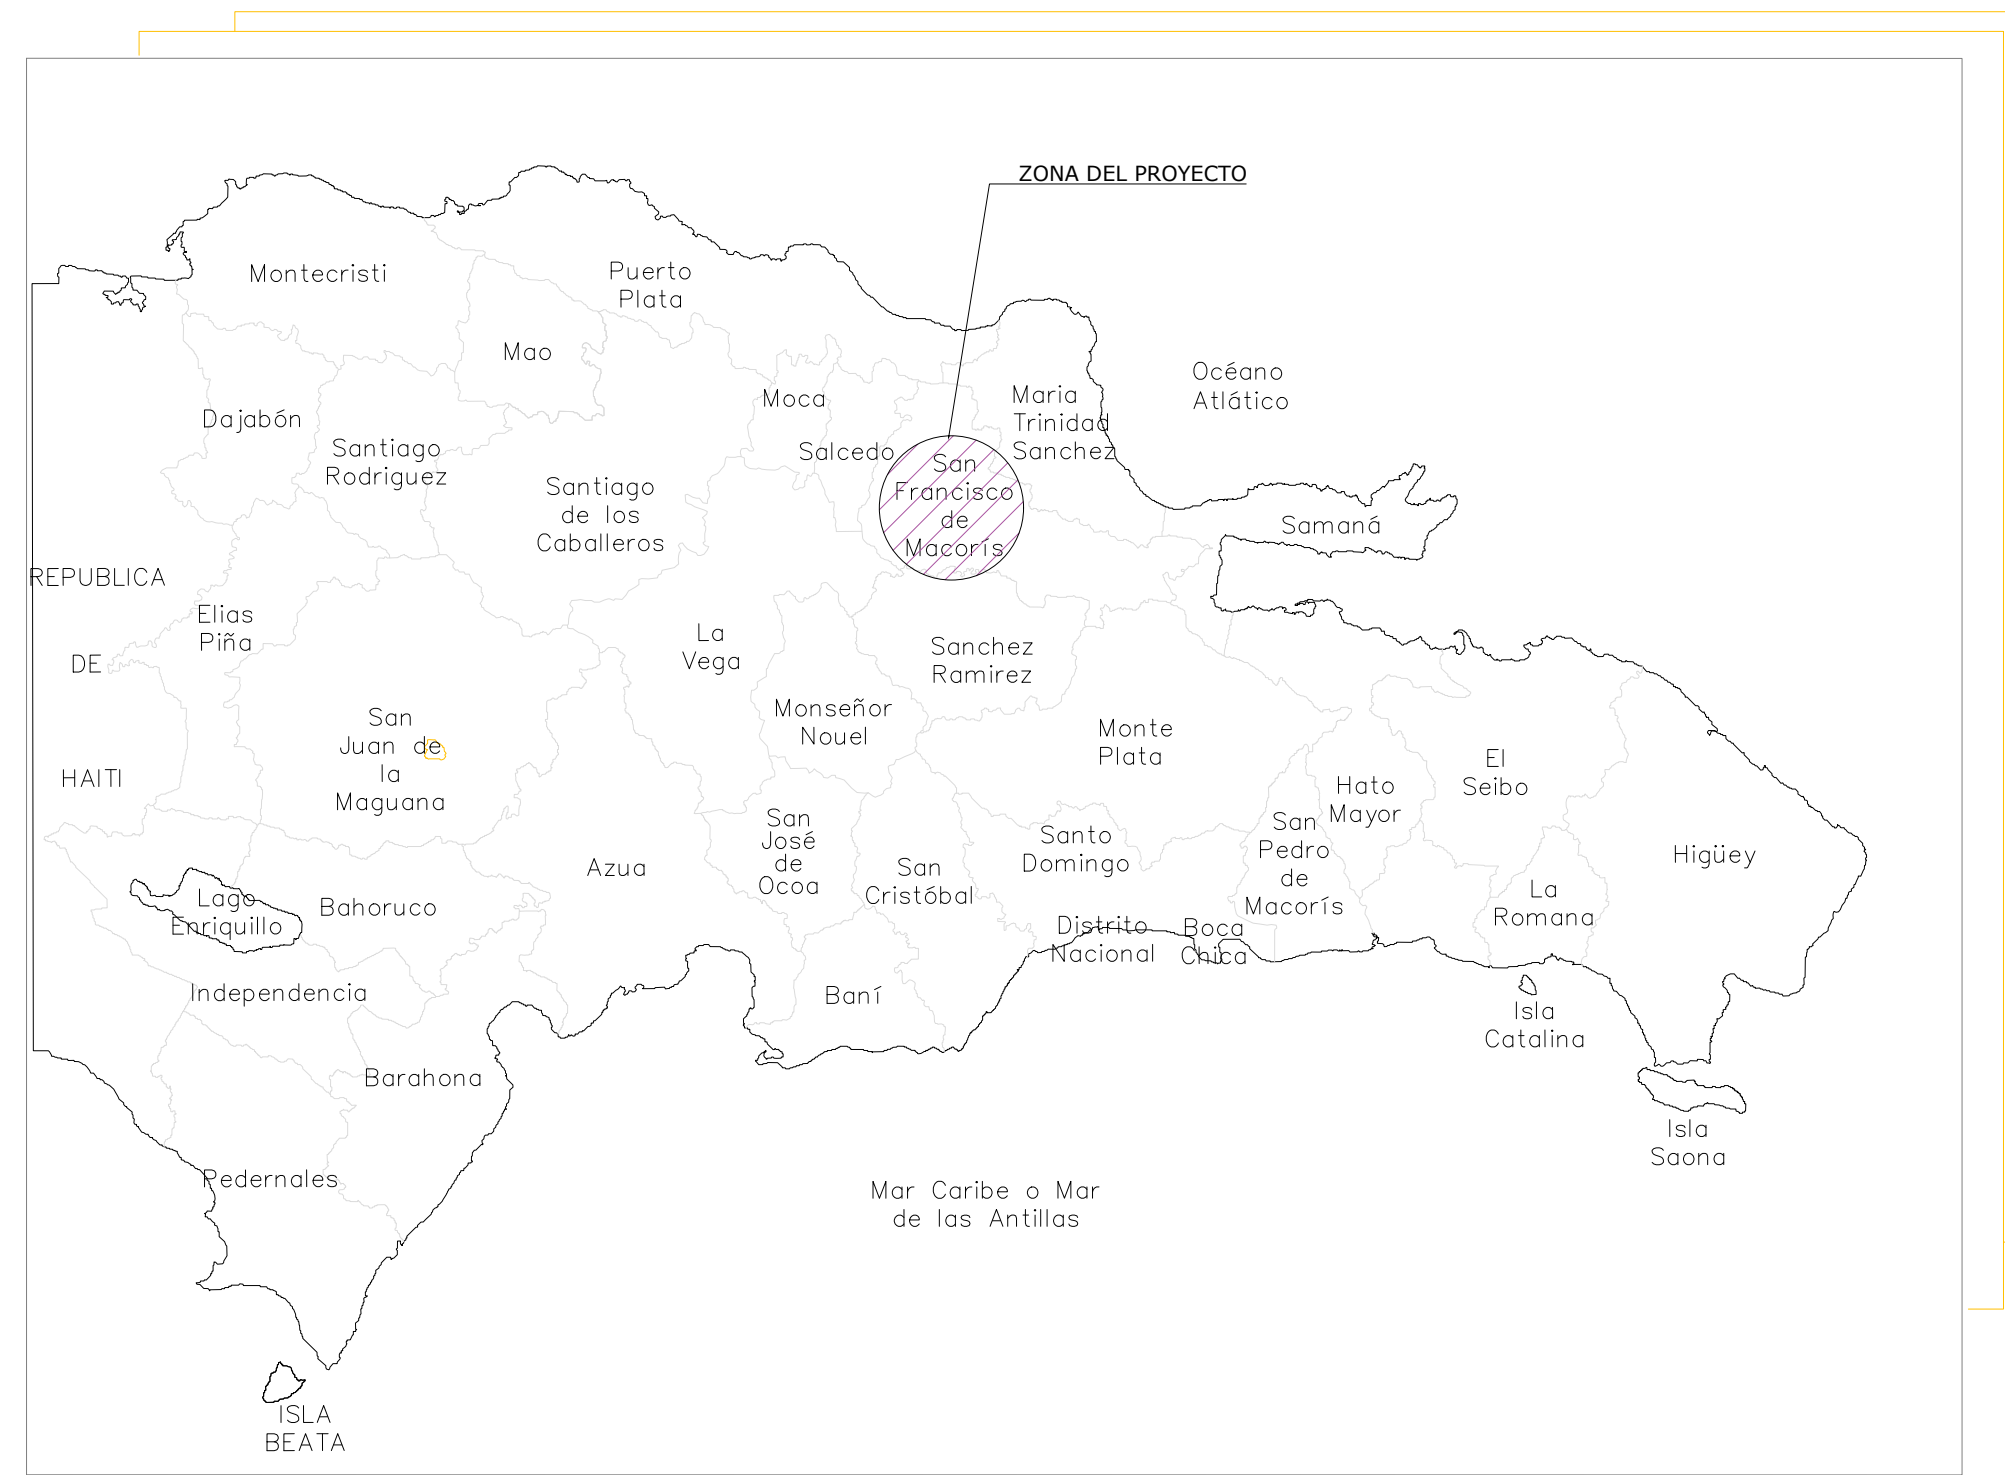 ZONA DEL PROYECTO
Montecristi
Puerto
Plata
Mao
Océano
Atlático
Moca
Maria
Trinidad
Sanchez
Dajabón
Santiago
Rodriguez
Salcedo
San
Francisco
de
Macorís
Santiago
de los
Caballeros
Samaná
REPUBLICA
DE
HAITI
Elias
Piña
La
Vega
Sanchez
Ramirez
San
Juan de
la
Maguana
Monseñor
Nouel
Monte
Plata
El
Seibo
Hato
Mayor
San
José
de
Ocoa
Santo
Domingo
San
Pedro
de
Macorís
Higüey
Azua
San
Cristóbal
La
Romana
Lago
Enriquillo
Bahoruco
Distrito
Nacional
Boca
Chica
Independencia
Baní
Isla
Catalina
Barahona
Isla
Saona
Pedernales
Mar Caribe o Mar
de las Antillas
ISLA
BEATA